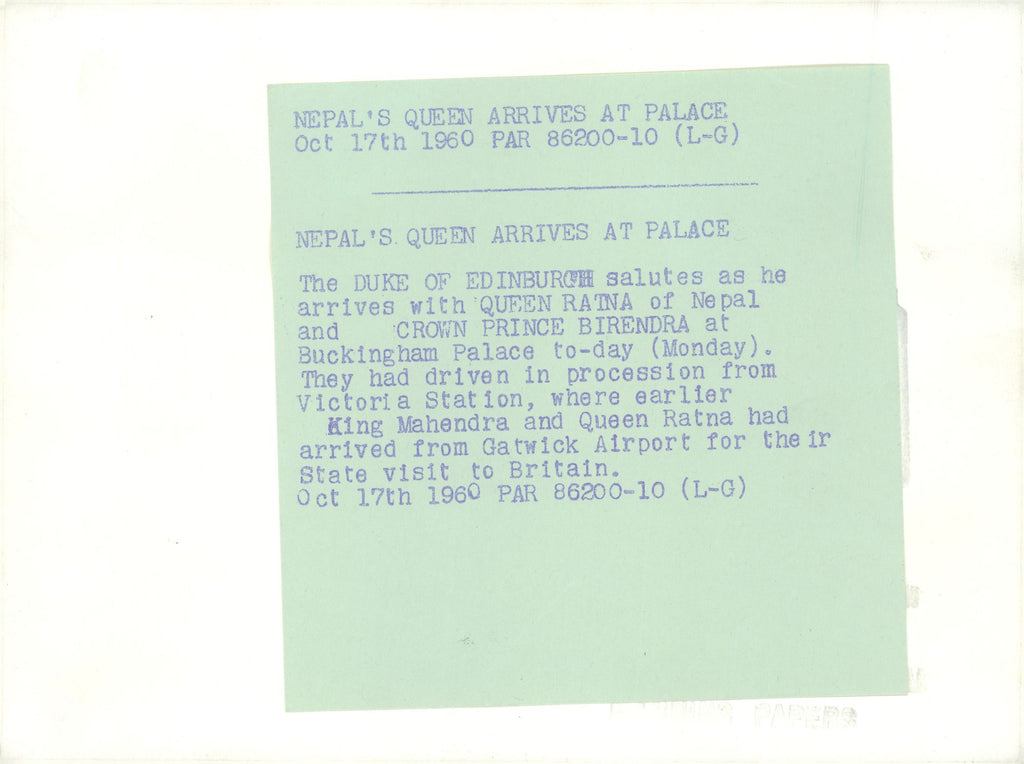 NEPAL'S QUEEN ARRIVES AT PALACE
Oct 17th 1960 PAR 86200-10 (L-G)
NEPAL'S QUEEN ARRIVES AT PALACE
The DUKE OF EDINBURGH salutes as he
arrives with QUEEN RATNA of Nepal
and CROWN PRINCE BIRENDRA at
Buckingham Palace to-day (Monday).
They had driven in procession from
Victoria Station, where earlier
King Mahendra and Queen Ratna had
arrived from Gatwick Airport for their
State visit to Britain.
Oct 17th 1960 PAR 86200-10 (L-G)
PAPERS